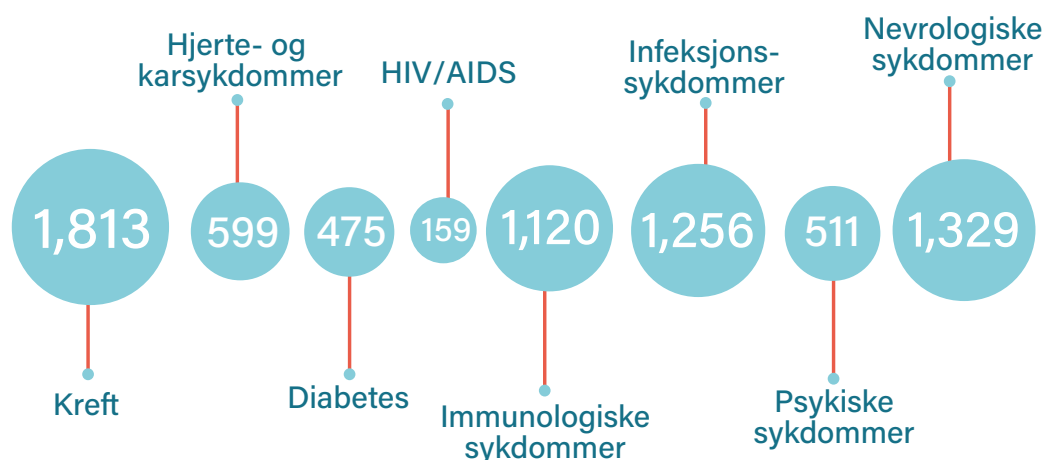 Hjerte- og
karsykdommer
HIV/AIDS
Infeksjons-
sykdommer
Nevrologiske
sykdommer
1,813
599
475
159
1,120
1,256
511
1,329
Kreft
Diabetes
Immunologiske
sykdommer
Psykiske
sykdommer